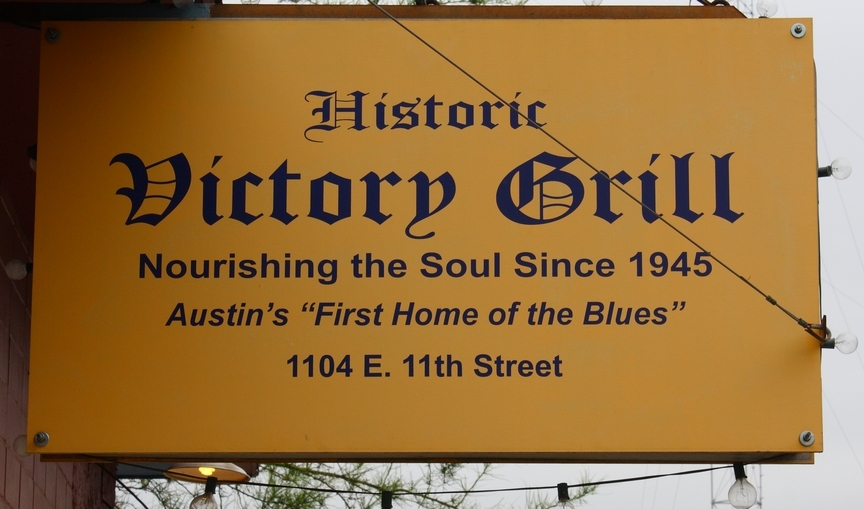 Historic
Victory Grill
Nourishing the Soul Since 1945
Austin's “First Home of the Blues”
1104 E. 11th Street